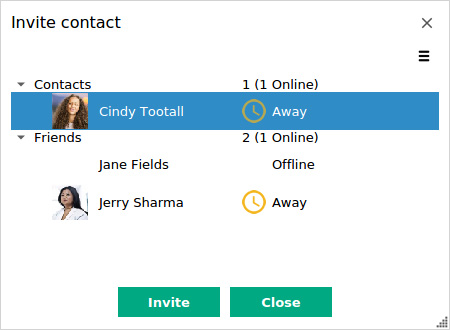 Invite contact
Contacts 1 (1 Online)
Cindy Tootall Away
Friends 2 (1 Online)
Jane Fields Offline
Jerry Sharma Away
Invite Close